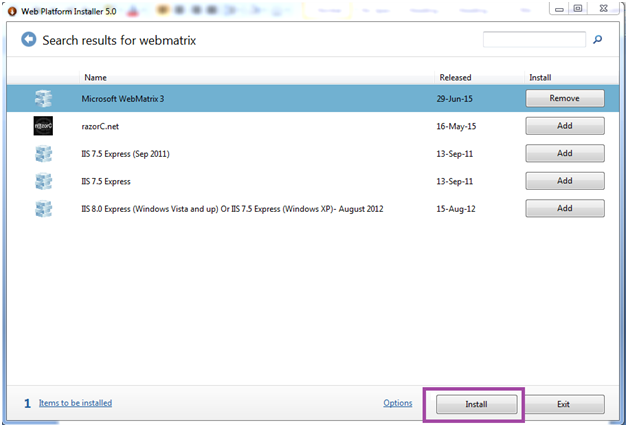 Web Platform Installer 5.0
Search results for webmatrix
Name Released Install
Microsoft WebMatrix 3 29-Jun-15 Remove
razorC.net 16-May-15 Add
IIS 7.5 Express (Sep 2011) 13-Sep-11 Add
IIS 7.5 Express 13-Sep-11 Add
IIS 8.0 Express (Windows Vista and up) Or IIS 7.5 Express (Windows XP)- August 2012 15-Aug-12 Add
1 Items to be installed Options Install Exit